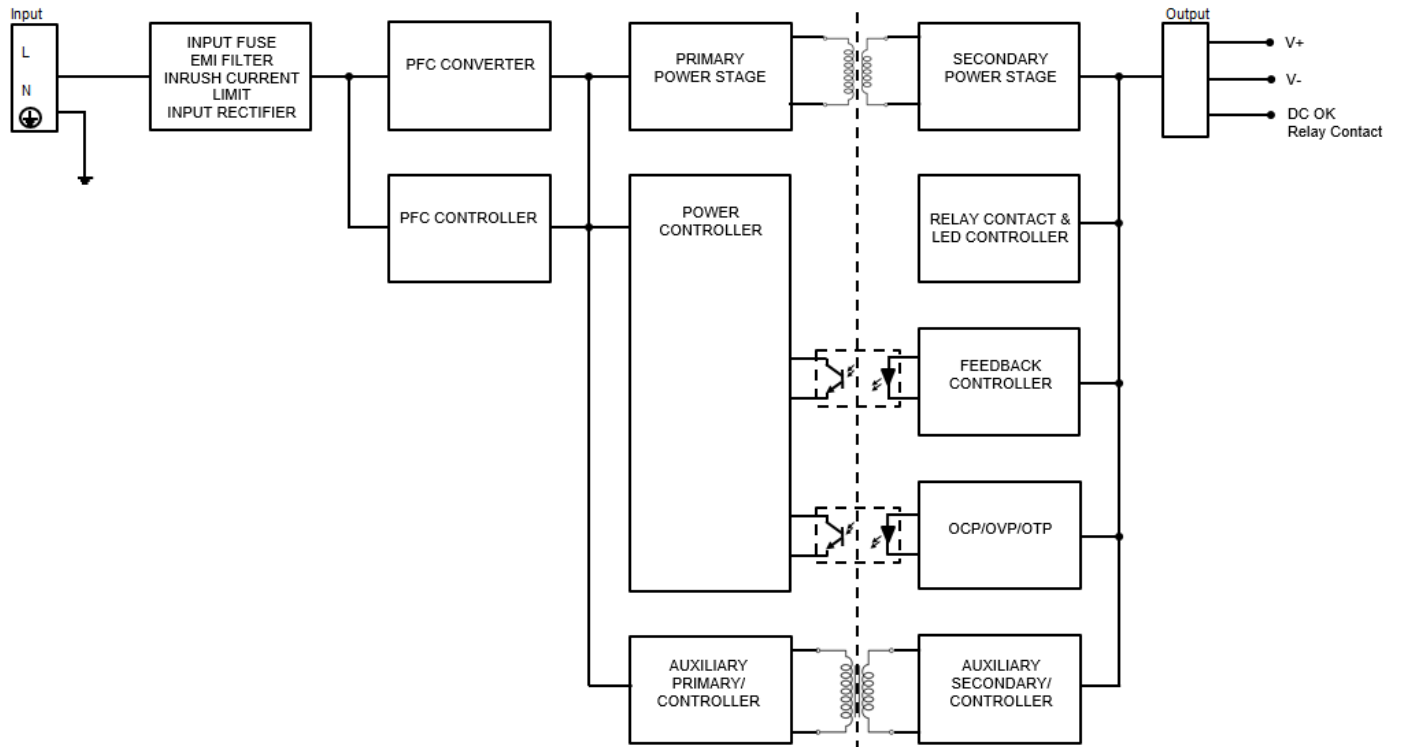 Input
L
N
INPUT FUSE
EMI FILTER
INRUSH CURRENT
LIMIT
INPUT RECTIFIER
PFC CONVERTER
PFC CONTROLLER
PRIMARY
POWER STAGE
POWER
CONTROLLER
AUXILIARY
PRIMARY/
CONTROLLER
SECONDARY
POWER STAGE
RELAY CONTACT &
LED CONTROLLER
FEEDBACK
CONTROLLER
OCP/OVP/OTP
AUXILIARY
SECONDARY/
CONTROLLER
Output
V+
V-
DC OK
Relay Contact